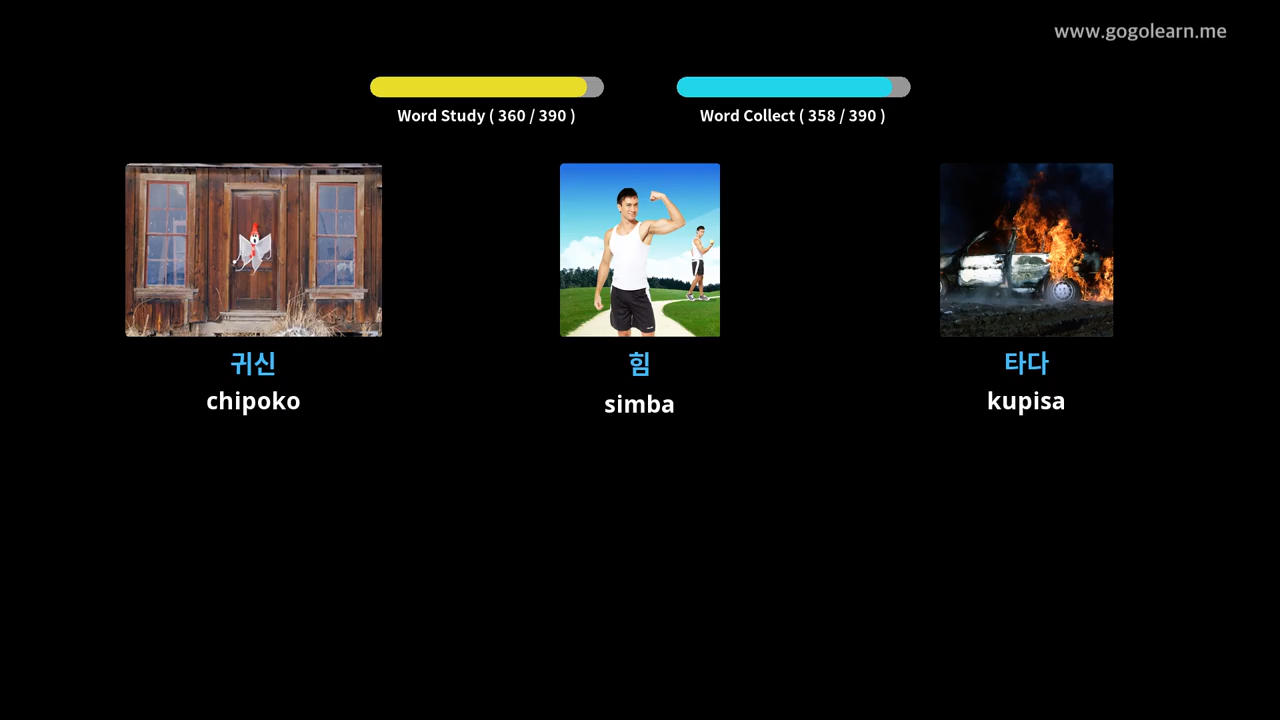 www.gogolearn.me
Word Study ( 360 / 390 )
Word Collect ( 358 / 390 )
귀신
chipoko
힘
simba
타다
kupisa